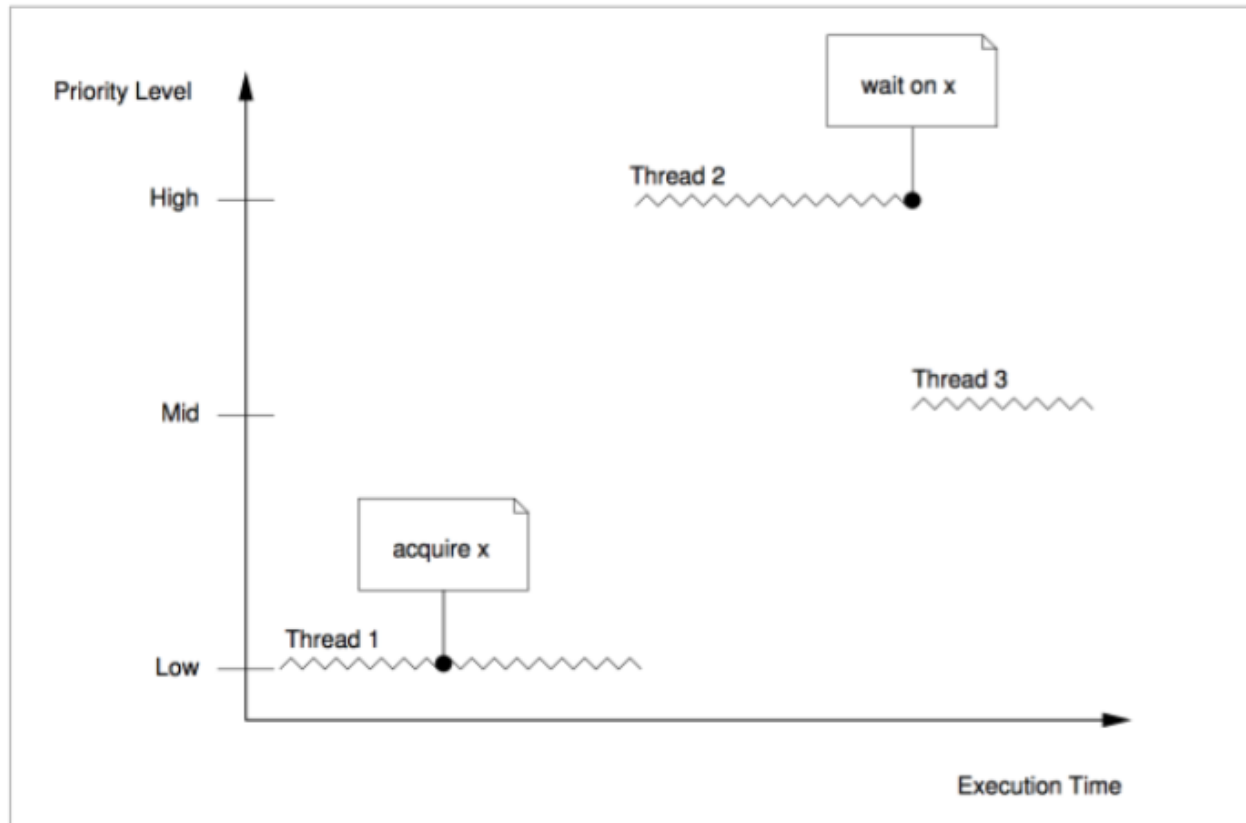 wait on x
Priority Level
Thread 2
High
Thread 3
Mid
acquire x
Thread 1
Low
Execution Time